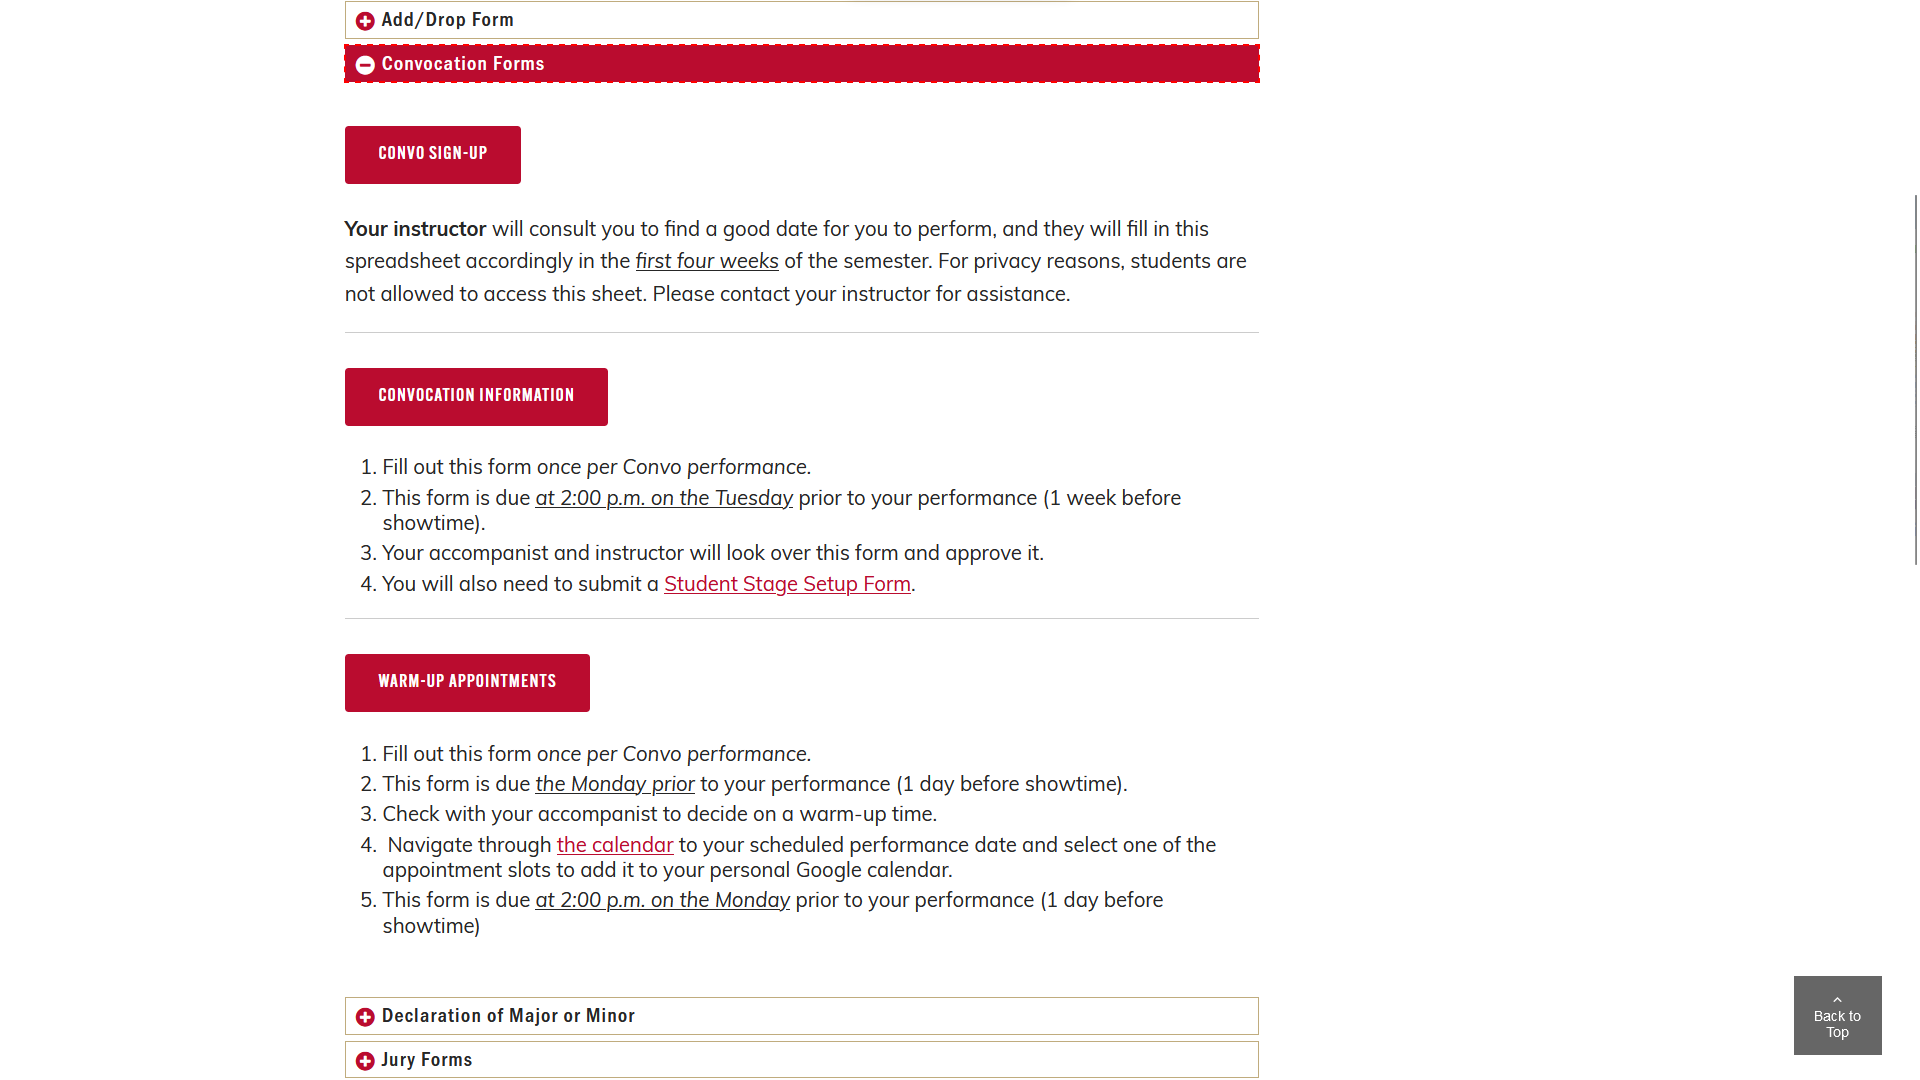 Add/Drop Form
Convocation Forms
CONVO SIGN-UP
Your instructor will consult you to find a good date for you to perform, and they will fill in this
spreadsheet accordingly in the first four weeks of the semester. For privacy reasons, students are
not allowed to access this sheet. Please contact your instructor for assistance.
CONVOCATION INFORMATION
1. Fill out this form once per Convo performance.
2. This form is due at 2:00 p.m. on the Tuesday prior to your performance (1 week before
showtime).
3. Your accompanist and instructor will look over this form and approve it.
4. You will also need to submit a Student Stage Setup Form.
WARM-UP APPOINTMENTS
1. Fill out this form once per Convo performance.
2. This form is due the Monday prior to your performance (1 day before showtime).
3. Check with your accompanist to decide on a warm-up time.
4. Navigate through the calendar to your scheduled performance date and select one of the
appointment slots to add it to your personal Google calendar.
5. This form is due at 2:00 p.m. on the Monday prior to your performance (1 day before
showtime)
Declaration of Major or Minor
Jury Forms
Back to
Top